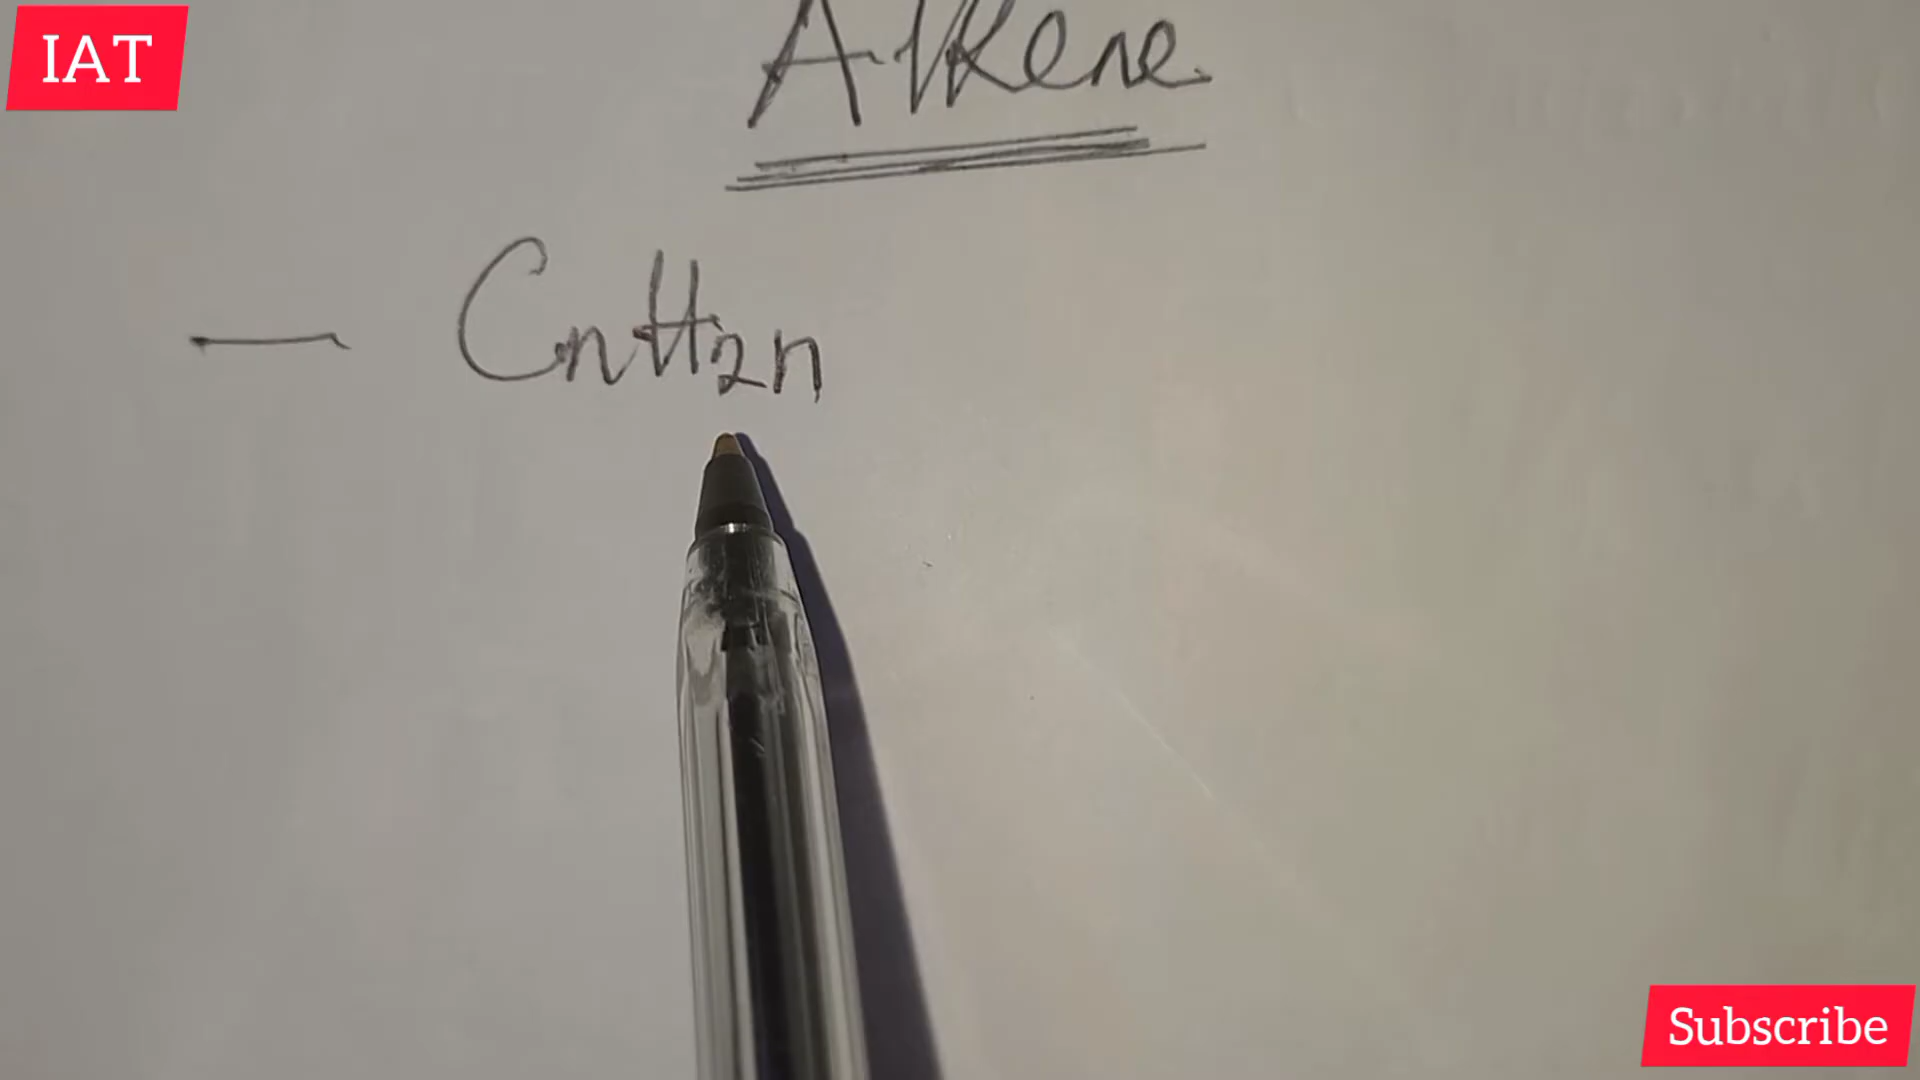 IAT
Alkene
— CnH2n
Subscribe